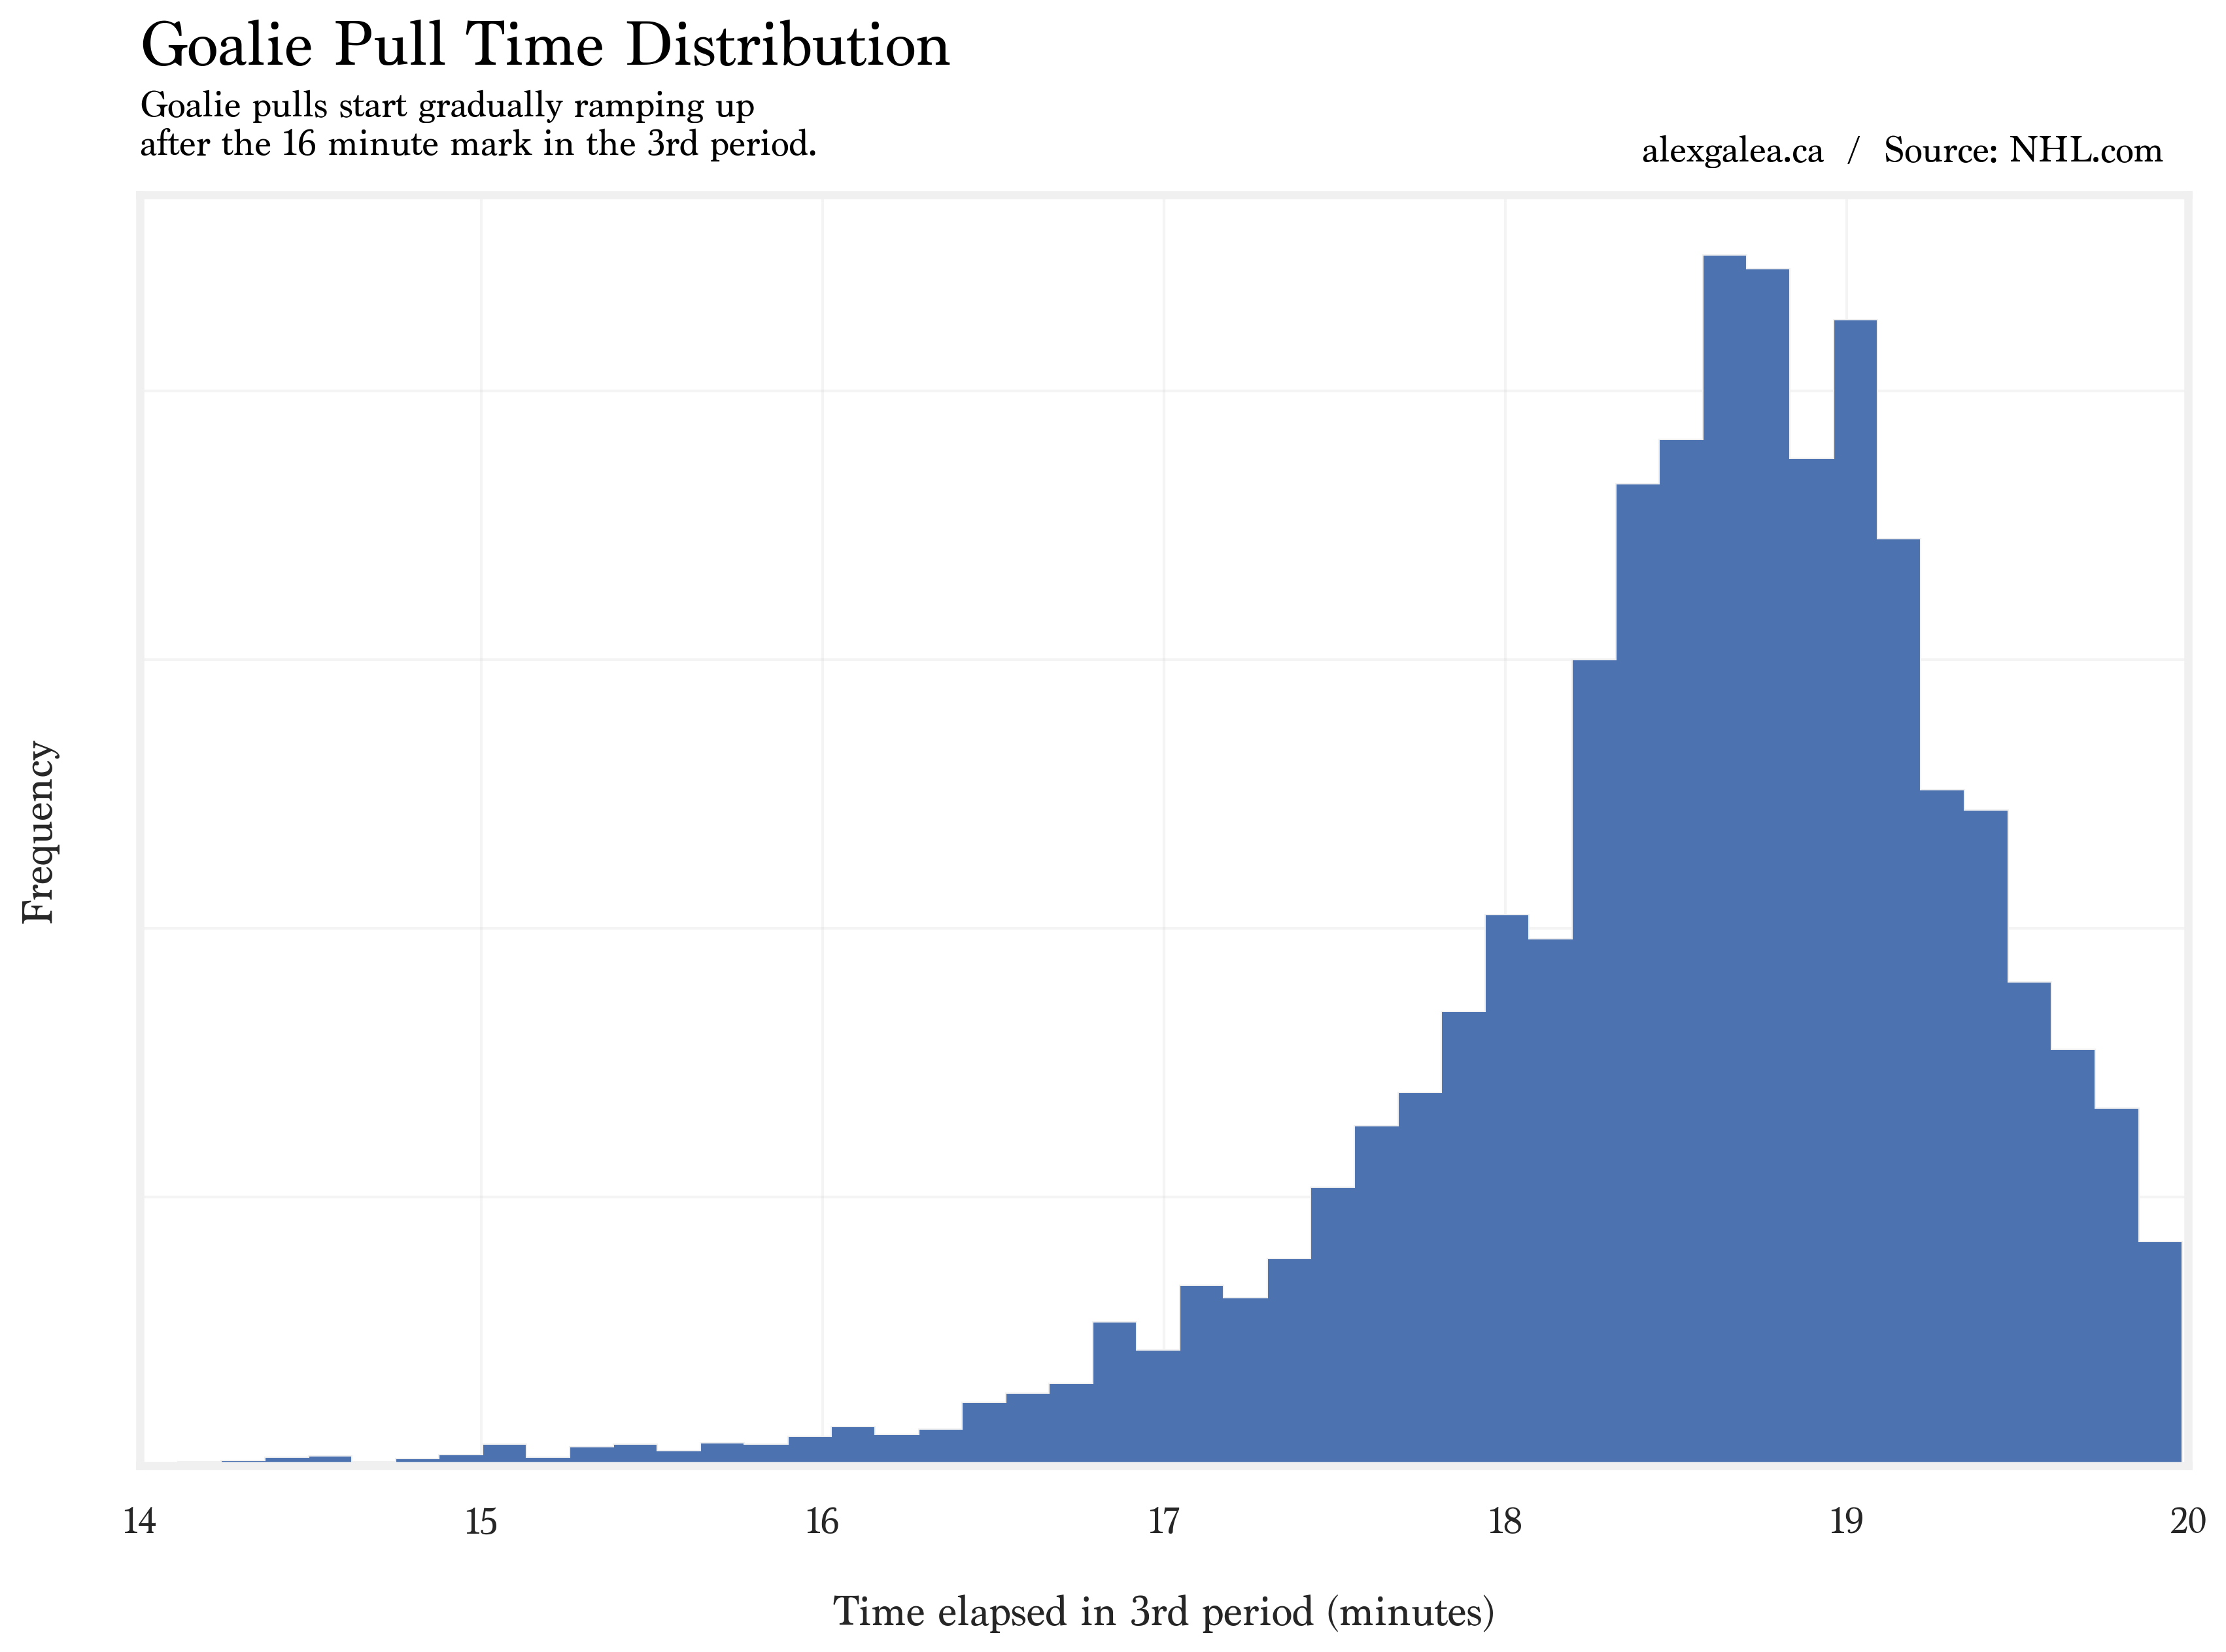 Goalie Pull Time Distribution
Goalie pulls start gradually ramping up
after the 16 minute mark in the 3rd period.
alexgalea.ca / Source: NHL.com
Frequency
14 15 16 17 18 19 20
Time elapsed in 3rd period (minutes)